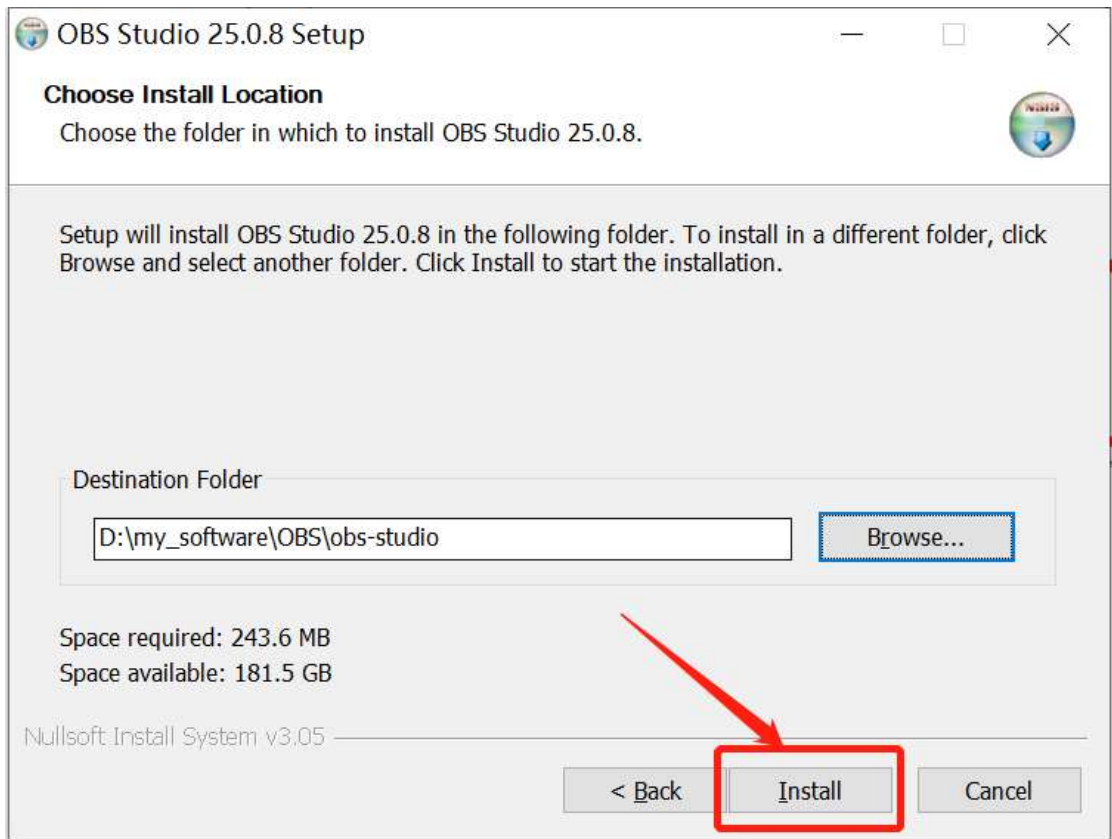 OBS Studio 25.0.8 Setup
Choose Install Location
Choose the folder in which to install OBS Studio 25.0.8.
NSIS
Setup will install OBS Studio 25.0.8 in the following folder. To install in a different folder, click
Browse and select another folder. Click Install to start the installation.
Destination Folder
D:\my_software\OBS\obs-studio
Browse...
Space required: 243.6 MB
Space available: 181.5 GB
Nullsoft Install System v3.05
< Back
Install
Cancel